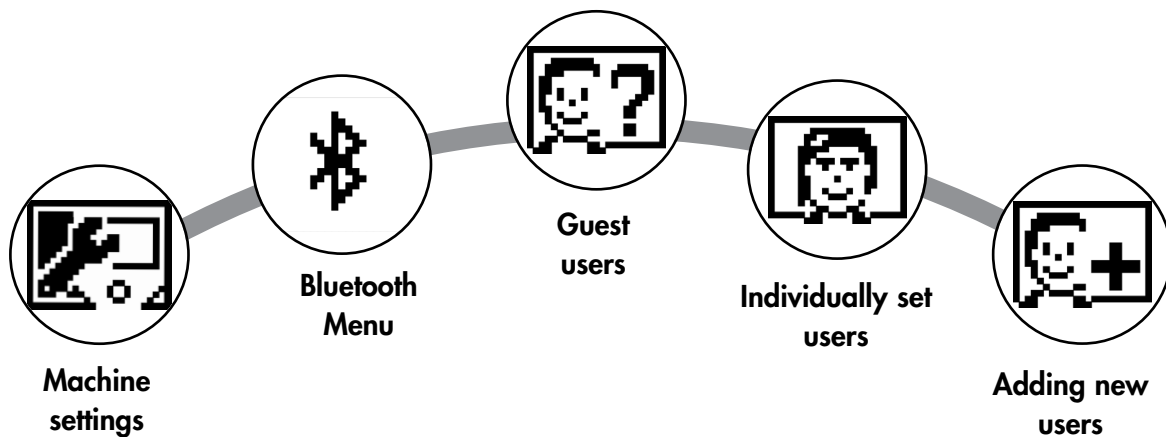 Machine
settings
Bluetooth
Menu
?
Guest
users
Individually set
users
+
Adding new
users